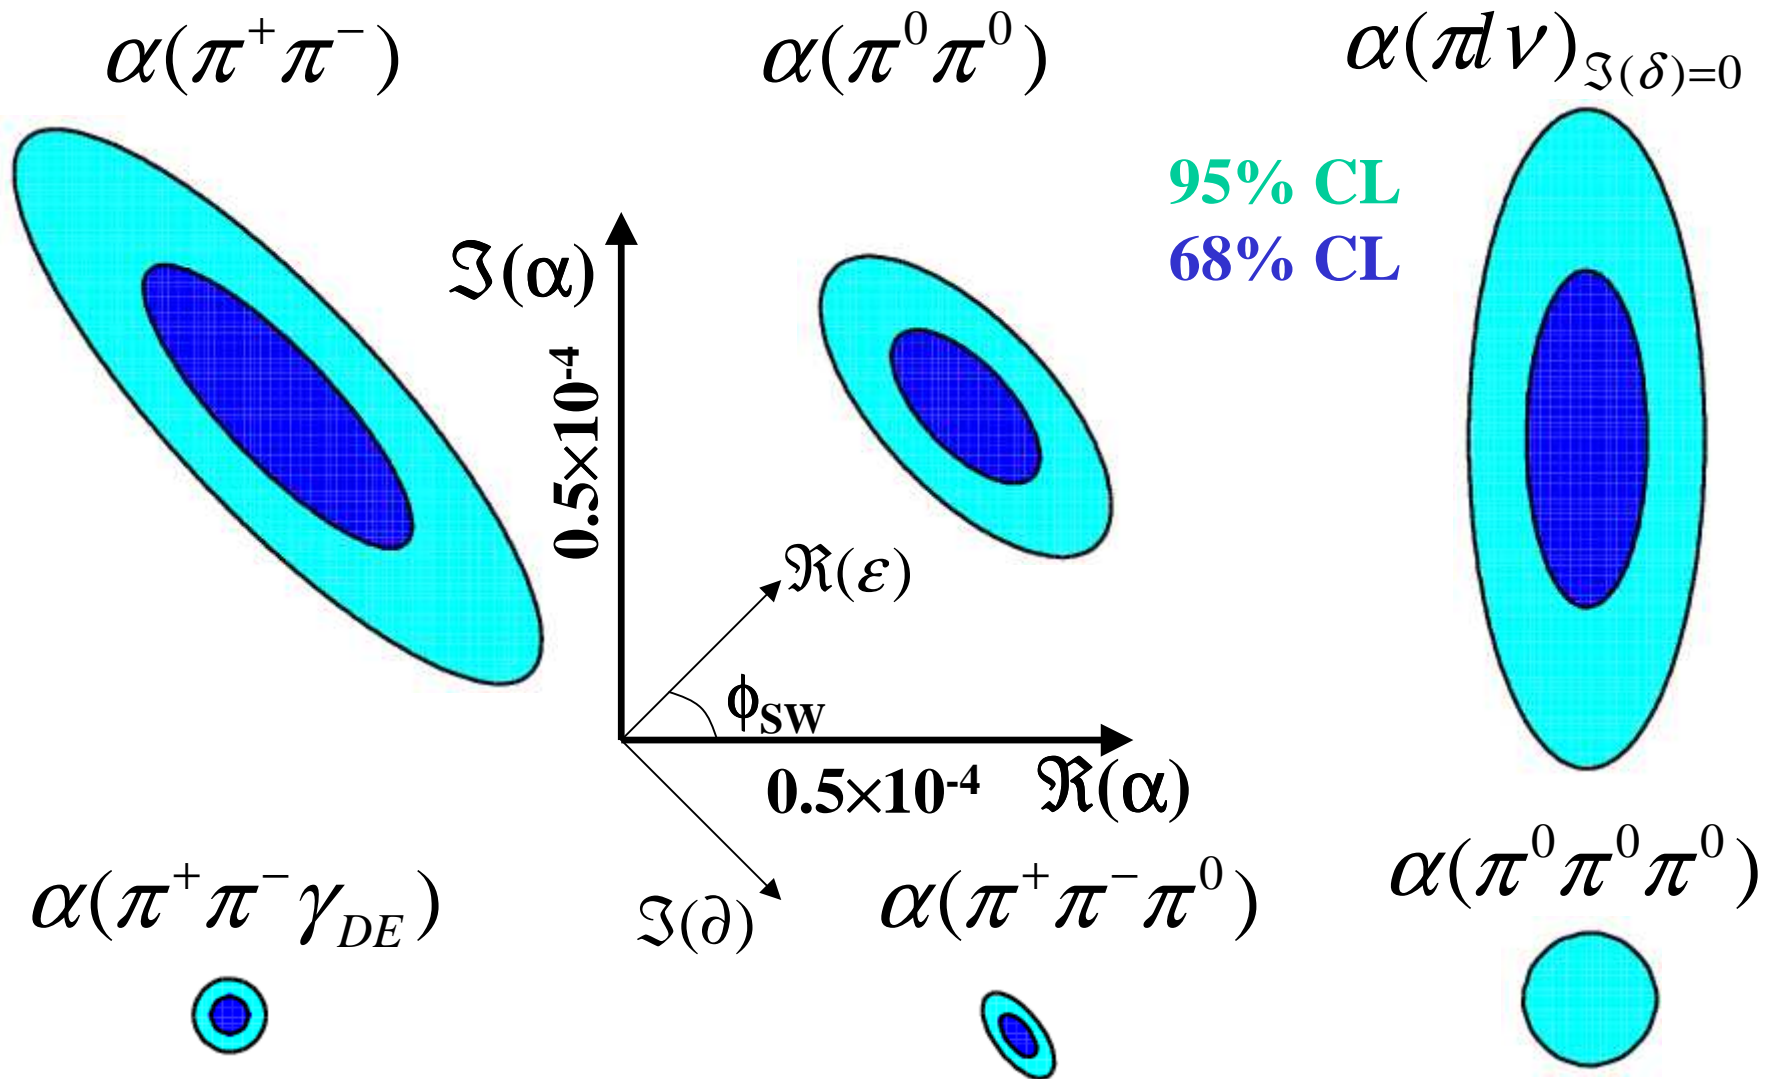 α(π⁺π⁻)
α(π⁰π⁰)
α(πlν)ℑ(δ)=0
95% CL
68% CL
ℑ(α)
0.5×10⁻⁴
ℜ(ε)
ϕSW
0.5×10⁻⁴
ℜ(α)
ℑ(∂)
α(π⁺π⁻γDE)
α(π⁺π⁻π⁰)
α(π⁰π⁰π⁰)